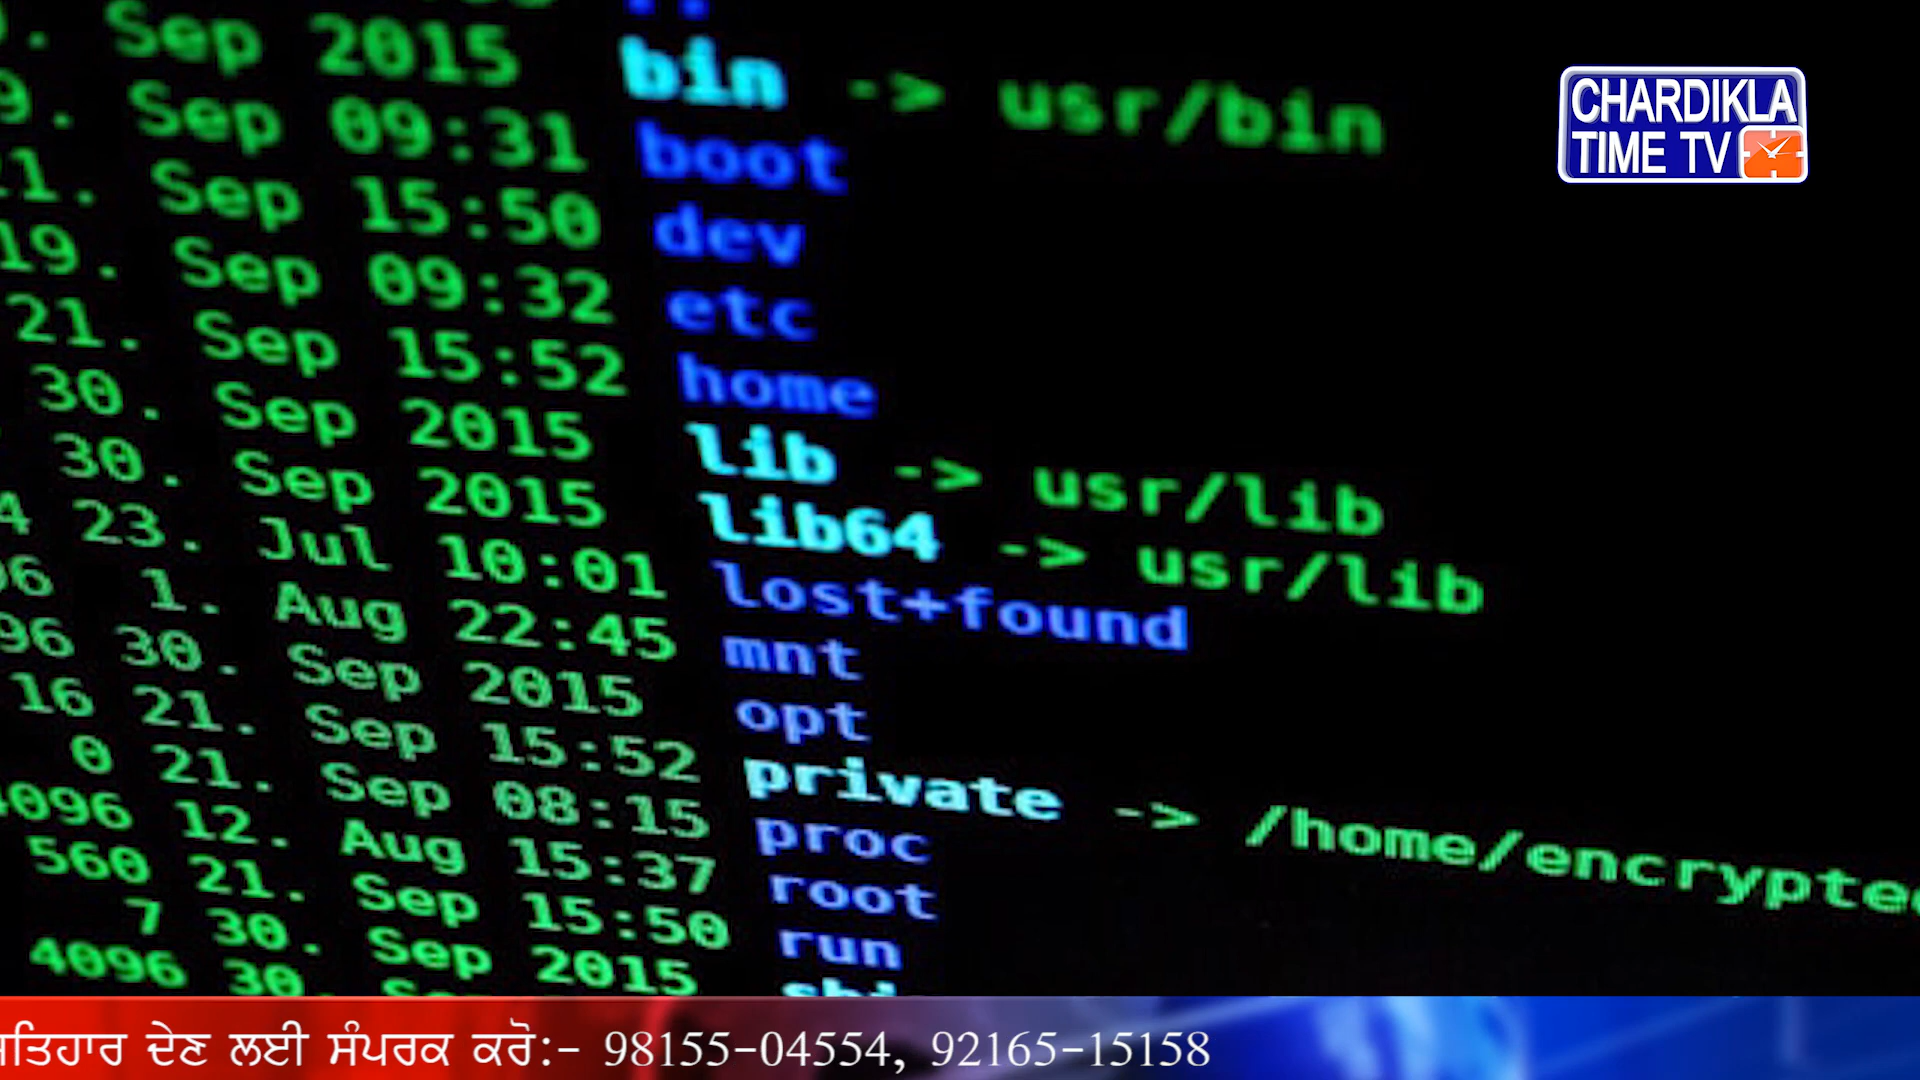 . Sep 2015 bin -> usr/bin
9. Sep 09:31 boot
21. Sep 15:50 dev
19. Sep 09:32 etc
21. Sep 15:52 home
30. Sep 2015 lib -> usr/lib
30. Sep 2015 lib64 -> usr/lib
4 23. Jul 10:01 lost+found
96 1. Aug 22:45 mnt
96 30. Sep 2015 opt
16 21. Sep 15:52 private -> /home/encrypte
0 21. Sep 08:15 proc
4096 12. Aug 15:37 root
560 21. Sep 15:50 run
7 30. Sep 2015
4096 30.
CHARDIKLA
TIME TV
ਦੇਣ ਲਈ ਸੰਪਰਕ ਕਰੋ:- 98155-04554, 92165-15158